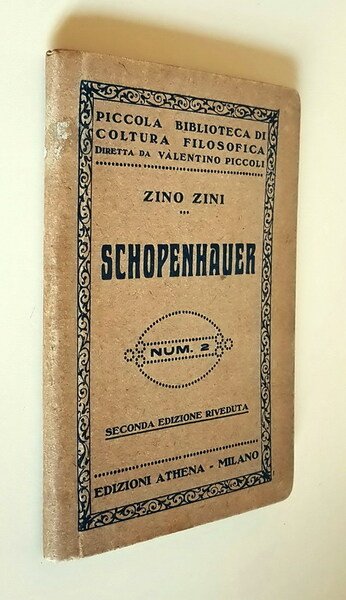 PICCOLA BIBLIOTECA DI
COLTURA FILOSOFICA
DIRETTA DA VALENTINO PICCOLI
ZINO ZINI
SCHOPENHAUER
NUM. 2
SECONDA EDIZIONE RIVEDUTA
EDIZIONI ATHENA - MILANO